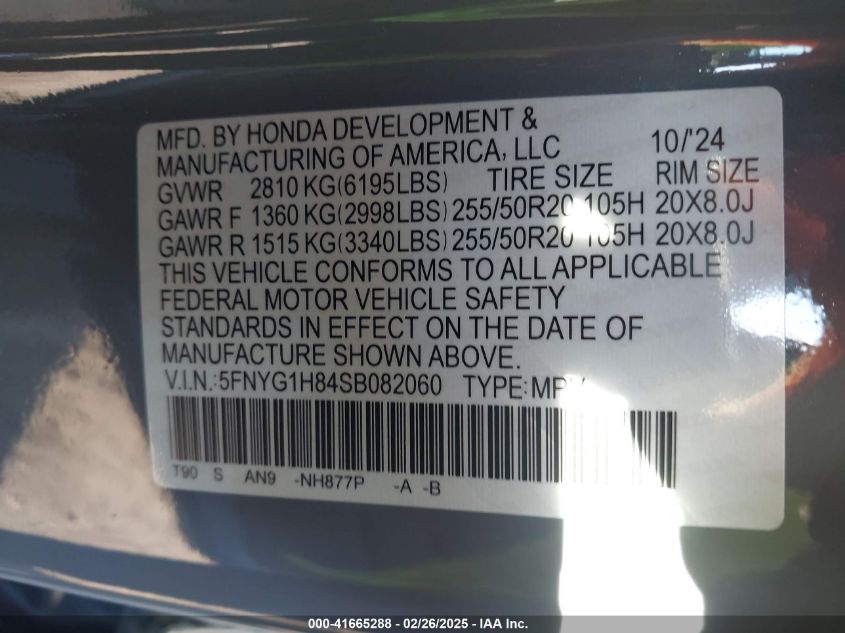 MFD. BY HONDA DEVELOPMENT &
MANUFACTURING OF AMERICA, LLC 10/'24
GVWR 2810 KG(6195LBS) TIRE SIZE RIM SIZE
GAWR F 1360 KG(2998LBS) 255/50R20 105H 20X8.0J
GAWR R 1515 KG(3340LBS) 255/50R20 105H 20X8.0J
THIS VEHICLE CONFORMS TO ALL APPLICABLE
FEDERAL MOTOR VEHICLE SAFETY
STANDARDS IN EFFECT ON THE DATE OF
MANUFACTURE SHOWN ABOVE.
V.I.N.:5FNYG1H84SB082060 TYPE:MPV
T90 S AN9 -NH877P -A -B
000-41665288 - 02/26/2025 - IAA Inc.